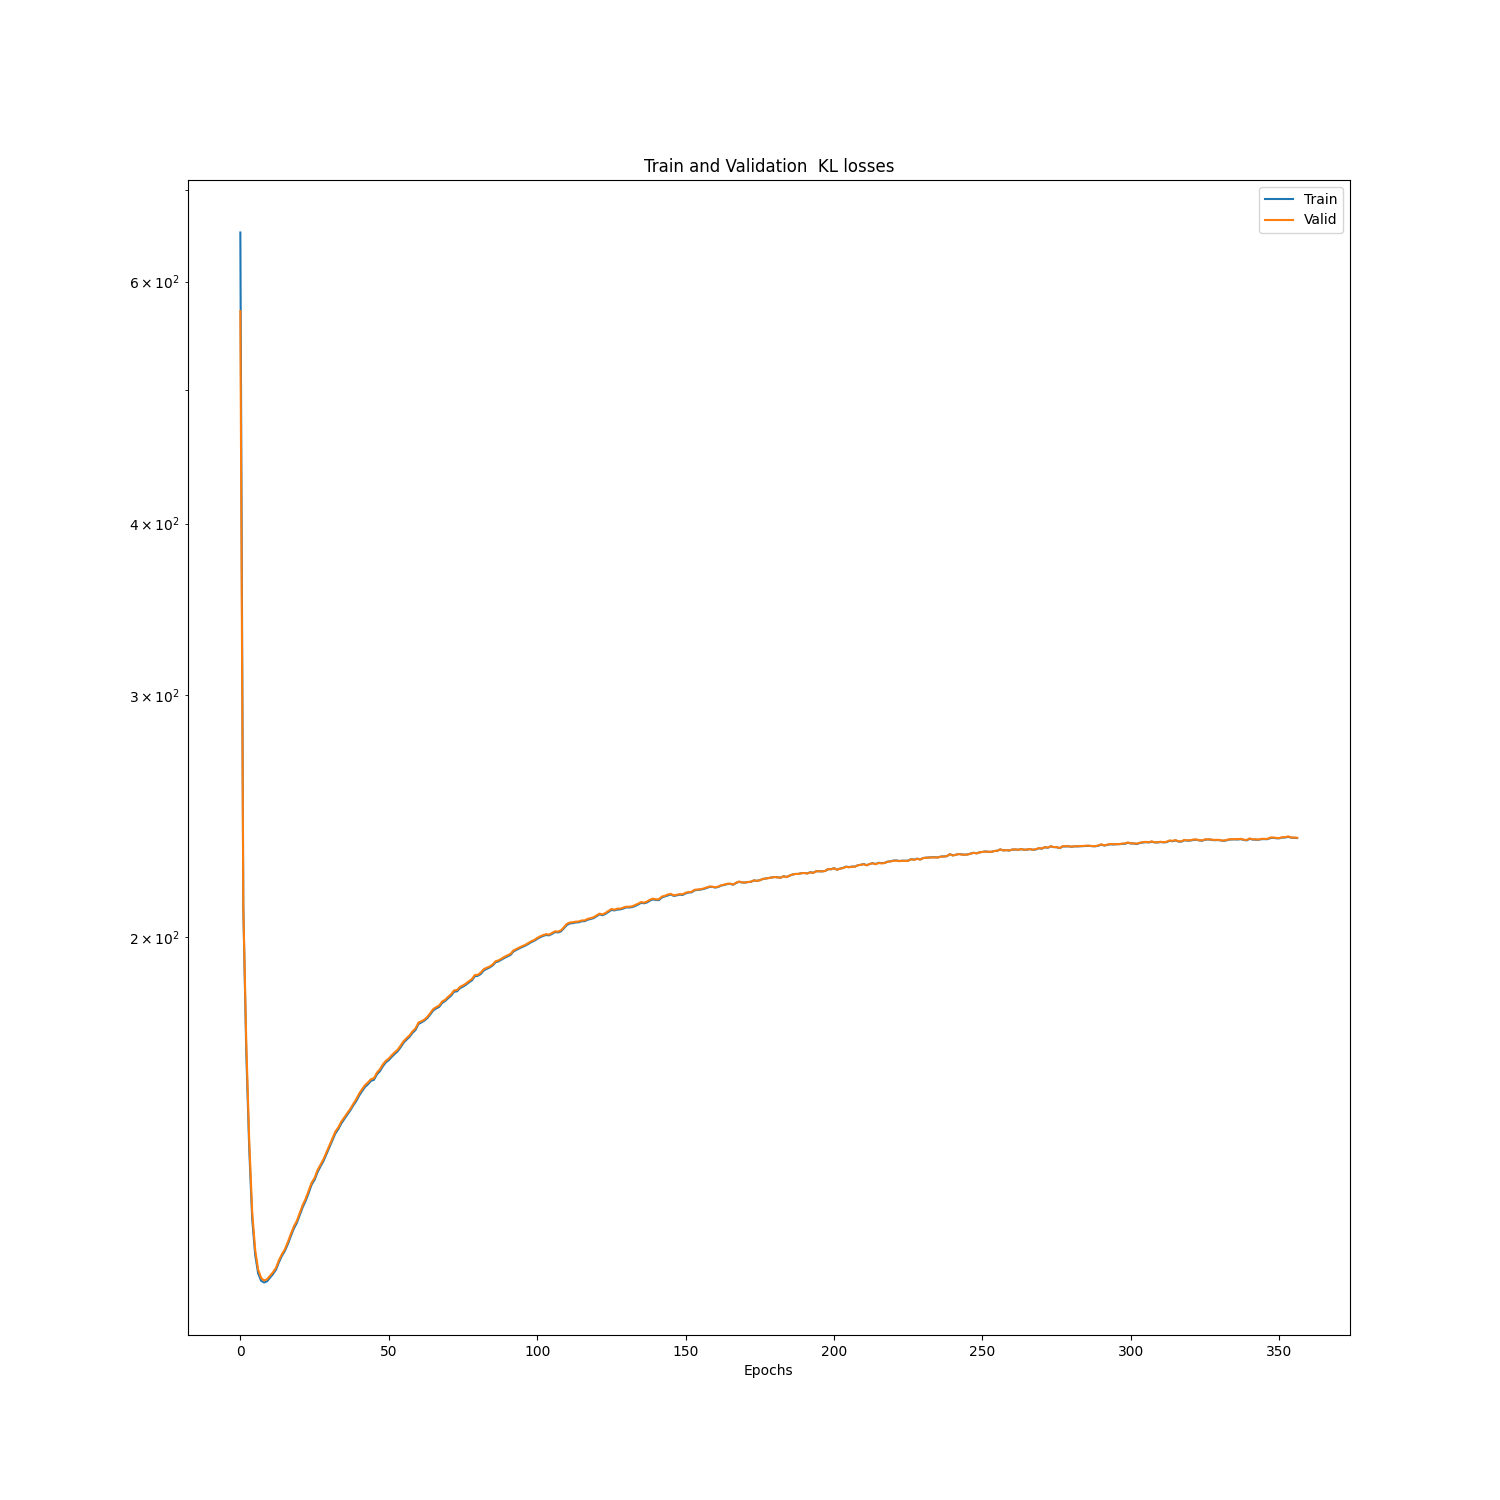 Train and Validation  KL losses
Train
Valid
6 × 10²
4 × 10²
3 × 10²
2 × 10²
0 50 100 150 200 250 300 350
Epochs